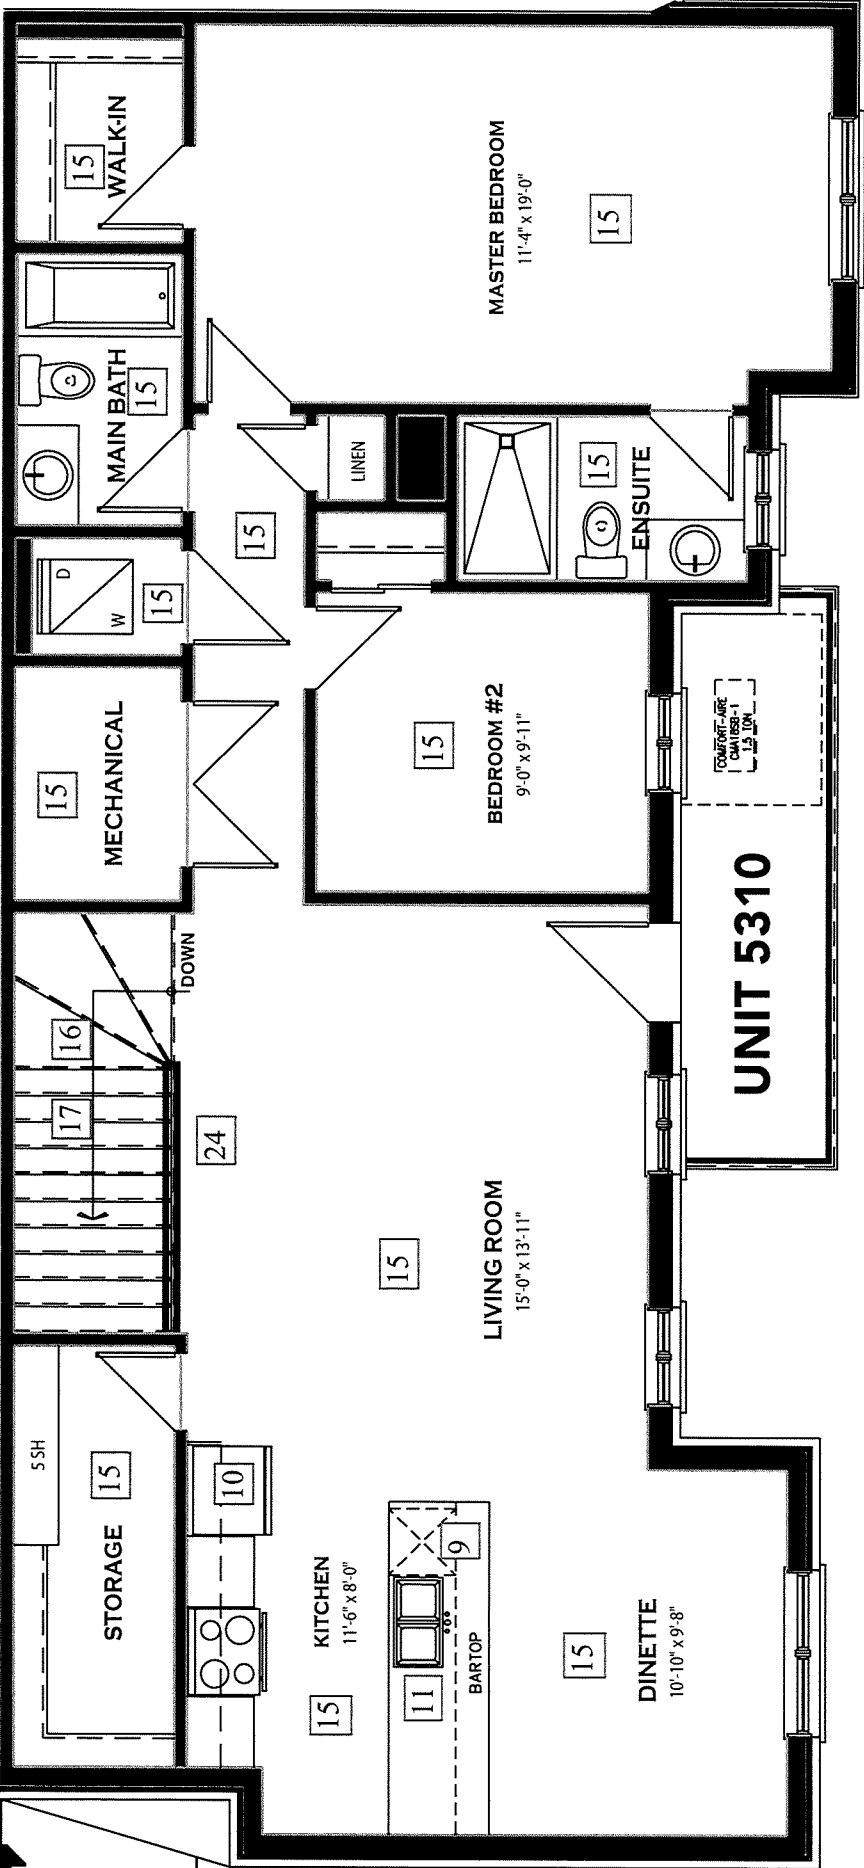 15
WALK-IN
MASTER BEDROOM
11'-4" x 19'-0"
15
MAIN BATH
15
LINEN
15
ENSUITE
15
D
W
15
BEDROOM #2
9'-0" x 9'-11"
15
MECHANICAL
15
COMFORT-AIRE
1.5 TON
UNIT 5310
DOWN
16
17
24
LIVING ROOM
15'-0" x 13'-11"
15
5 SH
STORAGE
15
10
KITCHEN
11'-6" x 8'-0"
15
9
11
BARTOP
DINETTE
10'-10" x 9'-8"
15